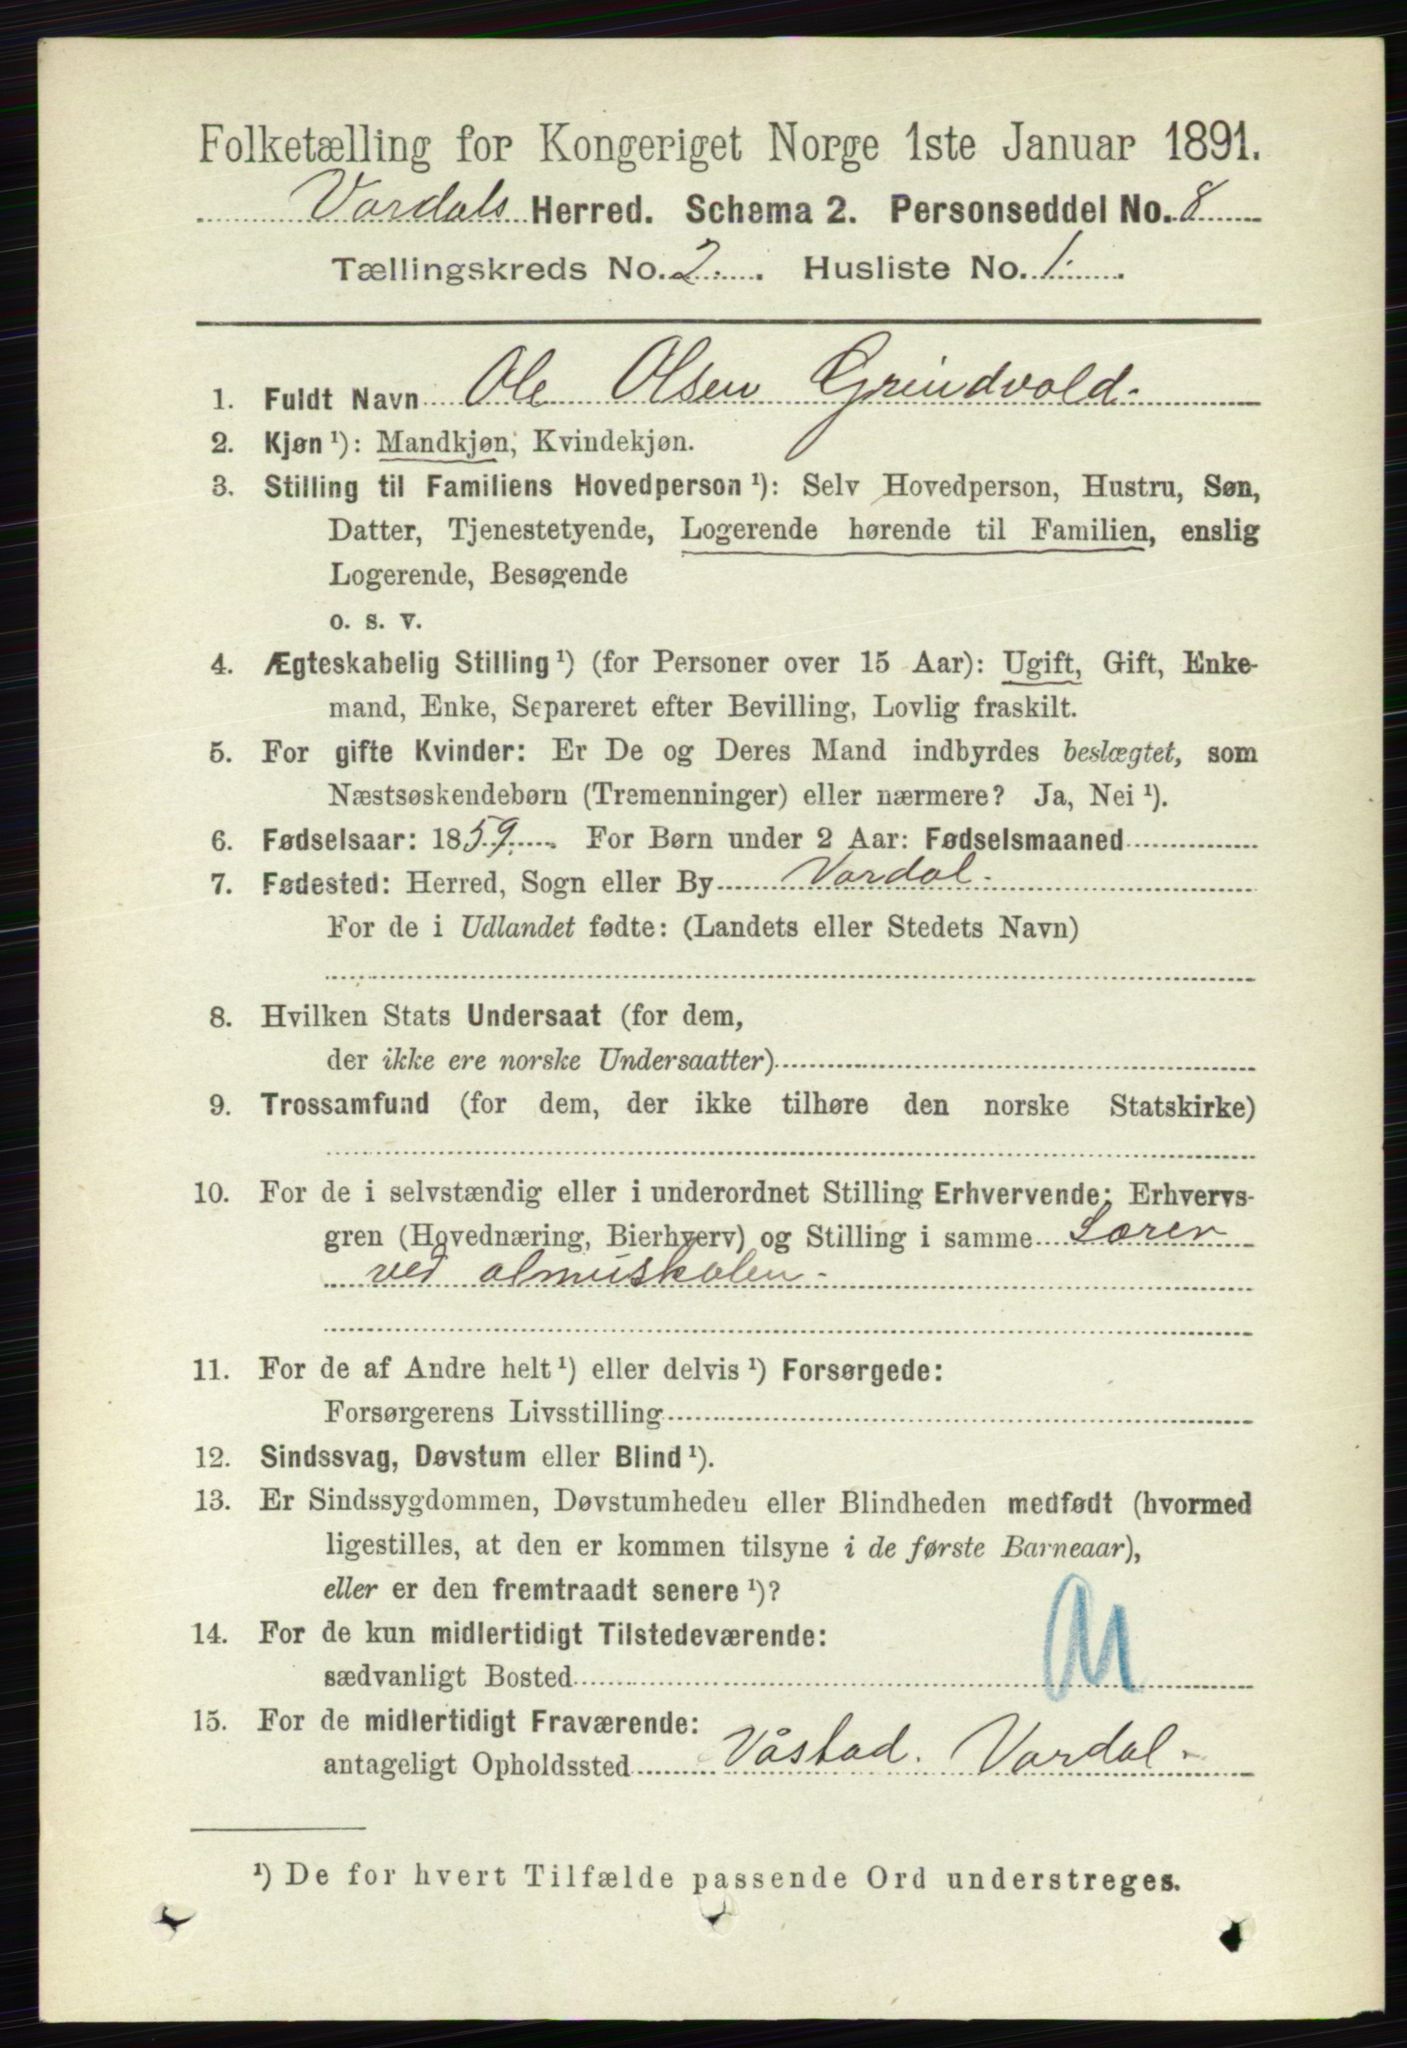 Folketælling for Kongeriget Norge 1ste Januar 1891.
Vardals Herred. Schema 2. Personseddel No. 8
Tællingskreds No. 2. Husliste No. 1.
1. Fuldt Navn Ole Olsen Grindvold.
2. Kjøn ¹): Mandkjøn, Kvindekjøn.
3. Stilling til Familiens Hovedperson ¹): Selv Hovedperson, Hustru, Søn,
Datter, Tjenestetyende, Logerende hørende til Familien, enslig
Logerende, Besøgende
o. s. v.
4. Ægteskabelig Stilling ¹) (for Personer over 15 Aar): Ugift, Gift, Enke-
mand, Enke, Separeret efter Bevilling, Lovlig fraskilt.
5. For gifte Kvinder: Er De og Deres Mand indbyrdes beslægtet, som
Næstsøskendebørn (Tremenninger) eller nærmere? Ja, Nei ¹).
6. Fødselsaar: 1859. For Børn under 2 Aar: Fødselsmaaned
7. Fødested: Herred, Sogn eller By Vardal.
For de i Udlandet fødte: (Landets eller Stedets Navn)
8. Hvilken Stats Undersaat (for dem,
der ikke ere norske Undersaatter)
9. Trossamfund (for dem, der ikke tilhøre den norske Statskirke)
10. For de i selvstændig eller i underordnet Stilling Erhvervende: Erhvervs-
gren (Hovednæring, Bierhverv) og Stilling i samme Lærer
ved almuskolen.
11. For de af Andre helt ¹) eller delvis ¹) Forsørgede:
Forsørgerens Livsstilling
12. Sindssvag, Døvstum eller Blind ¹).
13. Er Sindssygdommen, Døvstumheden eller Blindheden medfødt (hvormed
ligestilles, at den er kommen tilsyne i de første Barneaar),
eller er den fremtraadt senere ¹)?
14. For de kun midlertidigt Tilstedeværende:
sædvanligt Bosted
15. For de midlertidigt Fraværende:
antageligt Opholdssted Våstad. Vardal.
¹) De for hvert Tilfælde passende Ord understreges.